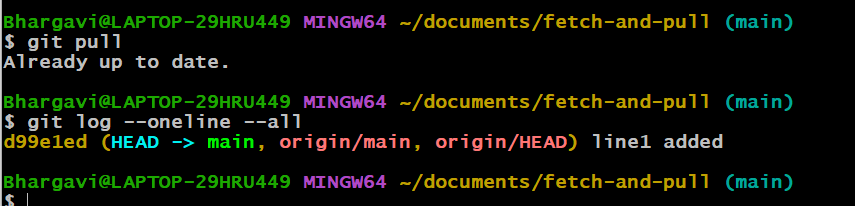 Bhargavi@LAPTOP-29HRU449 MINGW64 ~/documents/fetch-and-pull (main)
$ git pull
Already up to date.
Bhargavi@LAPTOP-29HRU449 MINGW64 ~/documents/fetch-and-pull (main)
$ git log --oneline --all
d99e1ed (HEAD -> main, origin/main, origin/HEAD) line1 added
Bhargavi@LAPTOP-29HRU449 MINGW64 ~/documents/fetch-and-pull (main)
$